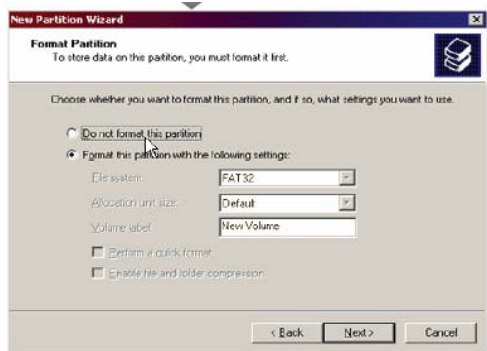 New Partition Wizard
Format Partition
To store data on this partition, you must format it first.
Choose whether you want to format this partition, and if so, what settings you want to use.
Do not format this partition
Format this partition with the following settings:
File system: FAT32
Allocation unit size: Default
Volume label: New Volume
Perform a quick format
Enable file and folder compression
< Back Next > Cancel